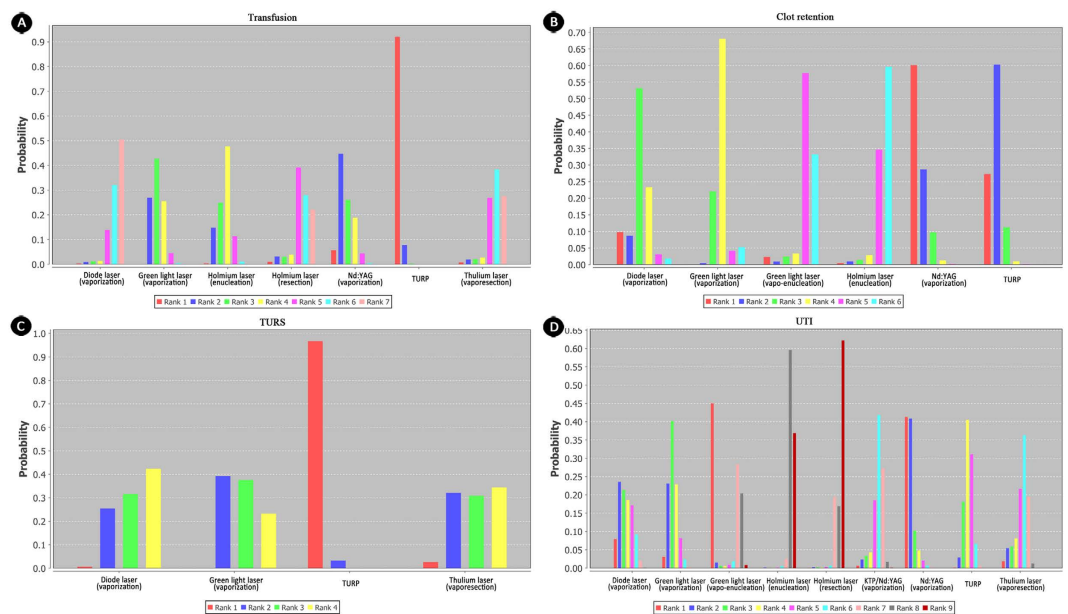 A
Transfusion
Probability
0.9
0.8
0.7
0.6
0.5
0.4
0.3
0.2
0.1
0.0
Diode laser (vaporization)
Green light laser (vaporization)
Holmium laser (enucleation)
Holmium laser (resection)
Nd:YAG (vaporization)
TURP
Thulium laser (vaporesection)
Rank 1 Rank 2 Rank 3 Rank 4 Rank 5 Rank 6 Rank 7
B
Clot retention
Probability
0.70
0.65
0.60
0.55
0.50
0.45
0.40
0.35
0.30
0.25
0.20
0.15
0.10
0.05
0.00
Diode laser (vaporization)
Green light laser (vaporization)
Green light laser (vapo-enucleation)
Holmium laser (enucleation)
Nd:YAG (vaporization)
TURP
Rank 1 Rank 2 Rank 3 Rank 4 Rank 5 Rank 6
C
TURS
Probability
1.0
0.9
0.8
0.7
0.6
0.5
0.4
0.3
0.2
0.1
0.0
Diode laser (vaporization)
Green light laser (vaporization)
TURP
Thulium laser (vaporesection)
Rank 1 Rank 2 Rank 3 Rank 4
D
UTI
Probability
0.65
0.60
0.55
0.50
0.45
0.40
0.35
0.30
0.25
0.20
0.15
0.10
0.05
0.00
Diode laser (vaporization)
Green light laser (vaporization)
Green light laser (vapo-enucleation)
Holmium laser (enucleation)
Holmium laser (resection)
KTP/Nd:YAG (vaporization)
Nd:YAG (vaporization)
TURP
Thulium laser (vaporesection)
Rank 1 Rank 2 Rank 3 Rank 4 Rank 5 Rank 6 Rank 7 Rank 8 Rank 9